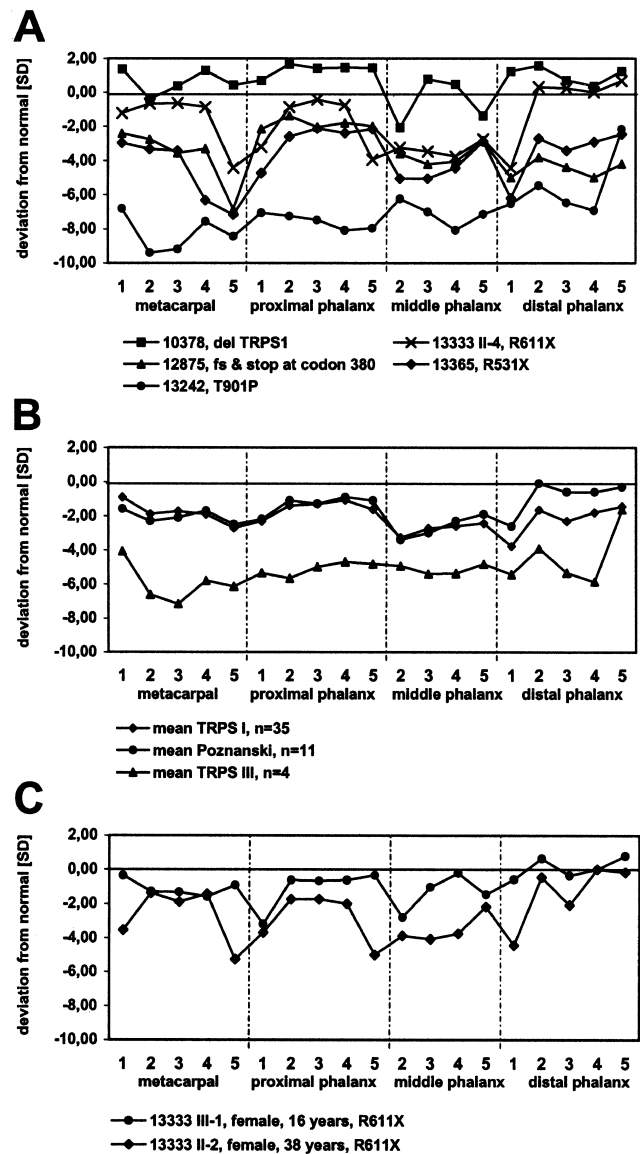 A
deviation from normal [SD]
2,00
0,00
-2,00
-4,00
-6,00
-8,00
-10,00
1 2 3 4 5 1 2 3 4 5 2 3 4 5 1 2 3 4 5
metacarpal proximal phalanx middle phalanx distal phalanx
10378, del TRPS1 13333 II-4, R611X
12875, fs & stop at codon 380 13365, R531X
13242, T901P
B
deviation from normal [SD]
2,00
0,00
-2,00
-4,00
-6,00
-8,00
-10,00
1 2 3 4 5 1 2 3 4 5 2 3 4 5 1 2 3 4 5
metacarpal proximal phalanx middle phalanx distal phalanx
mean TRPS I, n=35
mean Poznanski, n=11
mean TRPS III, n=4
C
deviation from normal [SD]
2,00
0,00
-2,00
-4,00
-6,00
-8,00
-10,00
1 2 3 4 5 1 2 3 4 5 2 3 4 5 1 2 3 4 5
metacarpal proximal phalanx middle phalanx distal phalanx
13333 III-1, female, 16 years, R611X
13333 II-2, female, 38 years, R611X